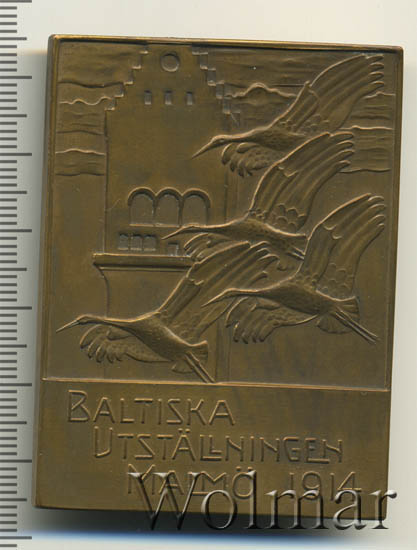 BALTISKA
UTSTÄLLNINGEN
MALMÖ 1914
Wolmar